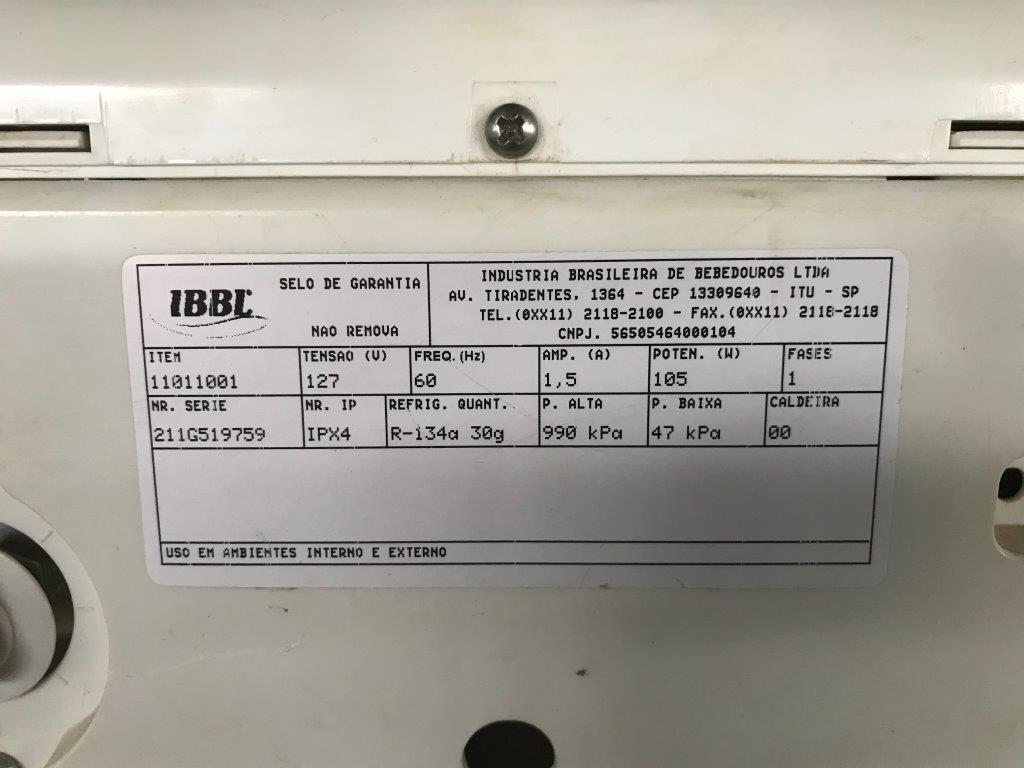 IBBL
SELO DE GARANTIA
NAO REMOVA
INDUSTRIA BRASILEIRA DE BEBEDOUROS LTDA
AV. TIRADENTES, 1364 - CEP 13309640 - ITU - SP
TEL.(0XX11) 2118-2100 - FAX.(0XX11) 2118-2118
CNPJ. 56505464000104
ITEM TENSAO (V) FREQ. (Hz) AMP. (A) POTEN. (W) FASES
11011001 127 60 1,5 105 1
NR. SERIE NR. IP REFRIG. QUANT. P. ALTA P. BAIXA CALDEIRA
211G519759 IPX4 R-134a 30g 990 kPa 47 kPa 00
USO EM AMBIENTES INTERNO E EXTERNO